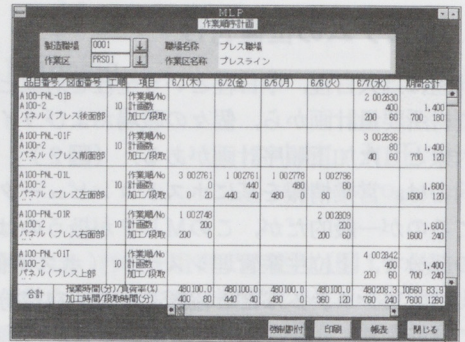 MLP
作業順序計画
製造職場 0001 職場名称 プレス職場
作業区 PRS01 作業区名称 プレスライン
品目番号/図面番号 工順 項目 6/1(木) 6/2(金) 6/5(月) 6/6(火) 6/7(水) 期間合計
A100-PNL-01B 作業順/No 2 002830
A100-2 10 計画数 400 1,400
パネル (プレス後面部 加工/段取 200 60 700 180
A100-PNL-01F 作業順/No 3 002836
A100-2 10 計画数 80 1,400
パネル (プレス前面部 加工/段取 40 60 700 120
A100-PNL-01L 作業順/No 3 002761 1 002761 1 002778 1 002796
A100-2 10 計画数 440 480 80 1,600
パネル (プレス左面部 加工/段取 0 20 440 40 480 0 80 0 1600 120
A100-PNL-01R 作業順/No 1 002748 2 002809
A100-2 10 計画数 200 200 1,600
パネル (プレス右面部 加工/段取 200 0 200 60 1600 240
A100-PNL-01T 作業順/No 4 002842
A100-2 10 計画数 400 1,400
パネル (プレス上部 加工/段取 200 60 700 240
合計 操業時間(分)/負荷率(%) 480 100.0 480 100.0 480 100.0 480 100.0 480 208.3 10560 83.9
加工時間/段取時間(分) 400 80 440 40 480 0 360 120 780 240 7600 1260
強制割付 印刷 帳表 閉じる